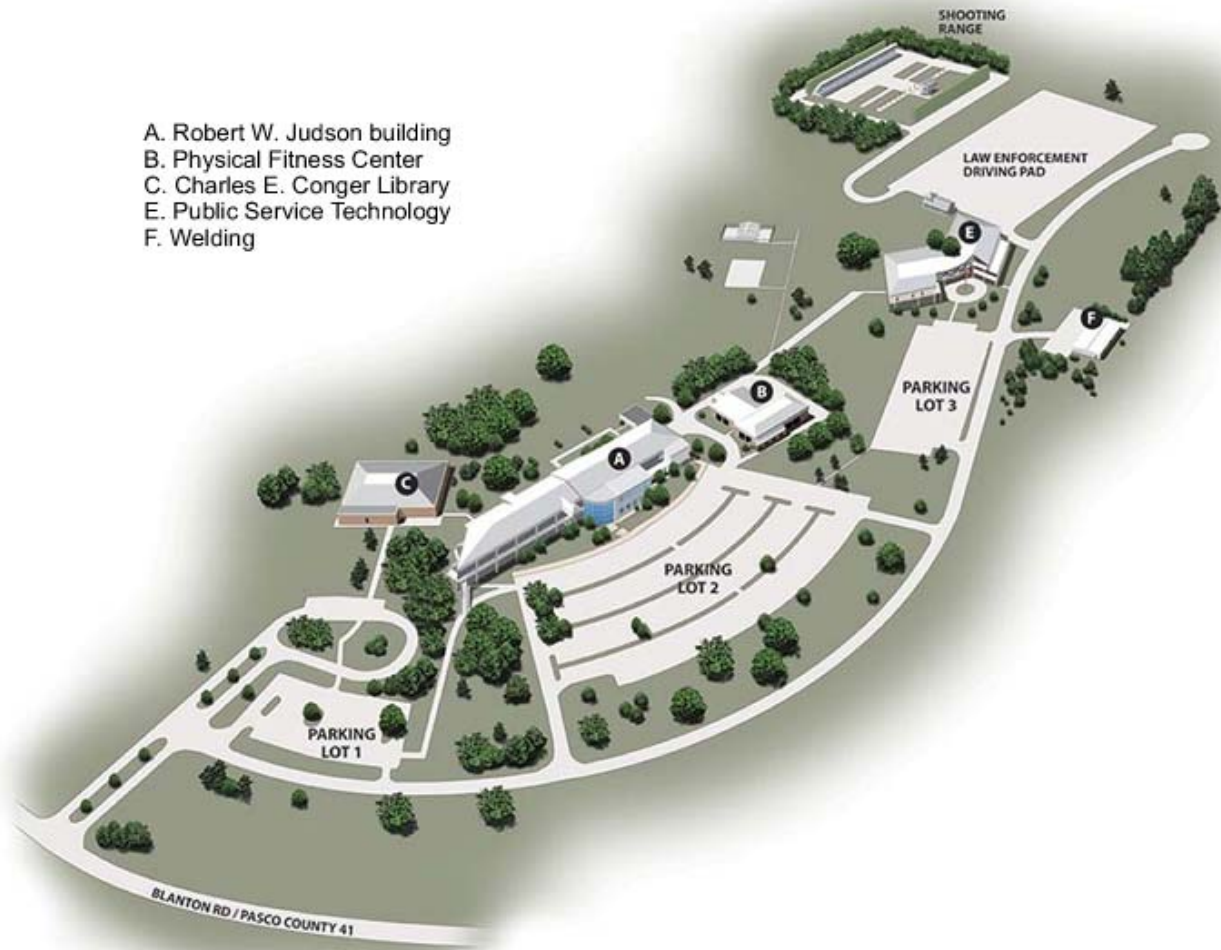 SHOOTING
RANGE
A. Robert W. Judson building
B. Physical Fitness Center
C. Charles E. Conger Library
E. Public Service Technology
F. Welding
LAW ENFORCEMENT
DRIVING PAD
E
F
B
PARKING
LOT 3
A
C
PARKING
LOT 2
PARKING
LOT 1
BLANTON RD / PASCO COUNTY 41